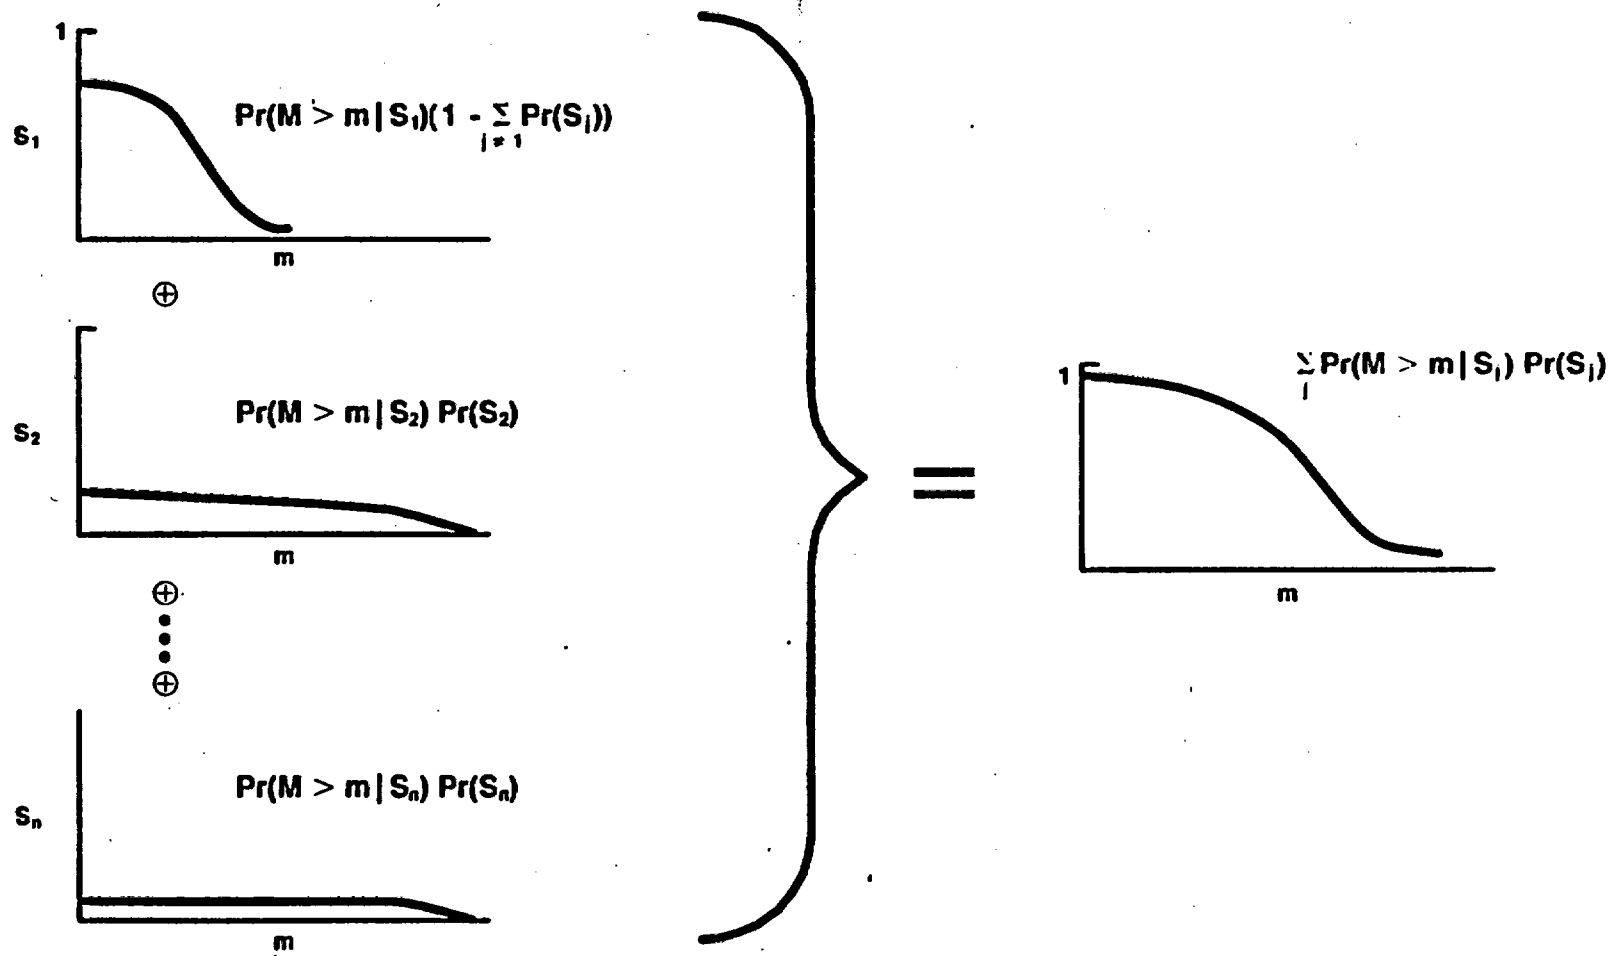 1
S₁
Pr(M > m | S₁)(1 - Σ Pr(Sⱼ))
j ≠ 1
m
⊕
S₂
Pr(M > m | S₂) Pr(S₂)
m
⊕
⊕
Sₙ
Pr(M > m | Sₙ) Pr(Sₙ)
m
=
1
Σ Pr(M > m | Sⱼ) Pr(Sⱼ)
j
m